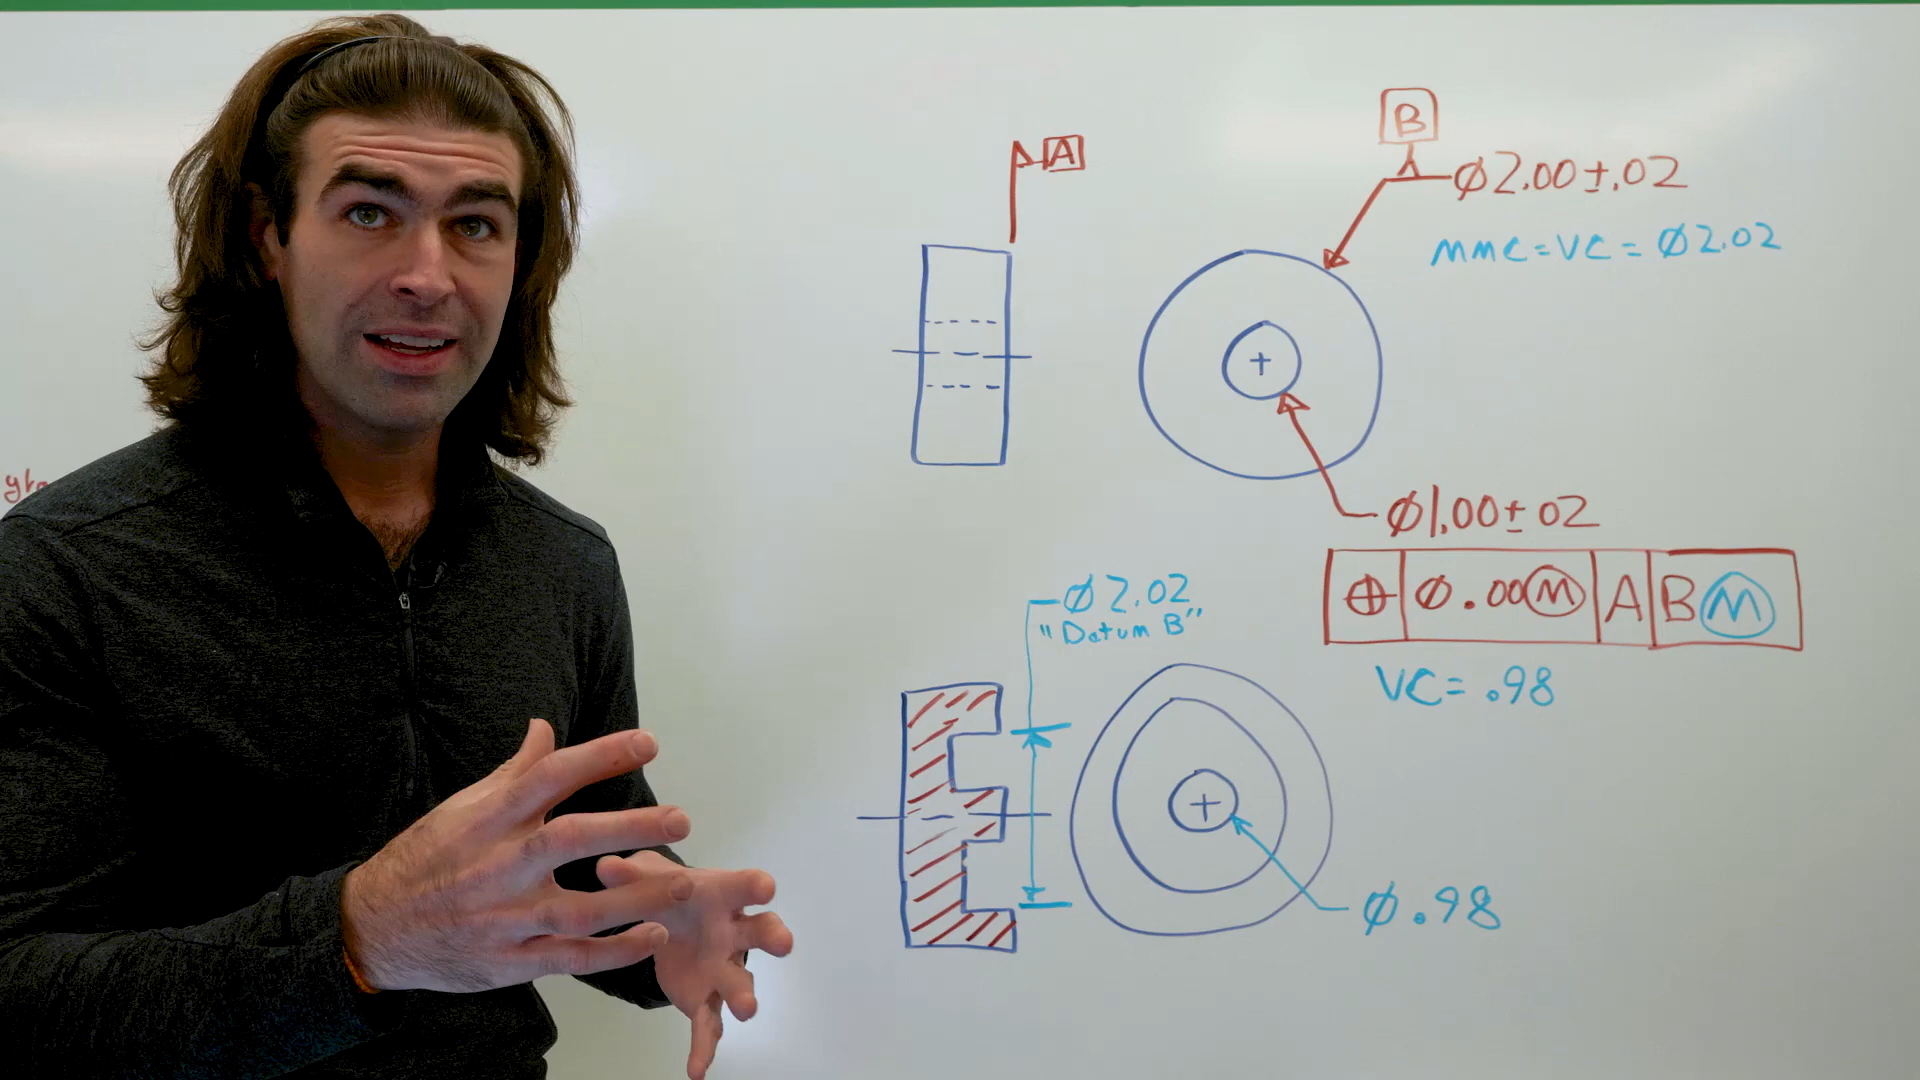 A
B
Ø2.00±.02
MMC=VC=Ø2.02
Ø1.00±02
⌖ Ø.00Ⓜ A BⓂ
VC=.98
Ø2.02
"Datum B"
Ø.98